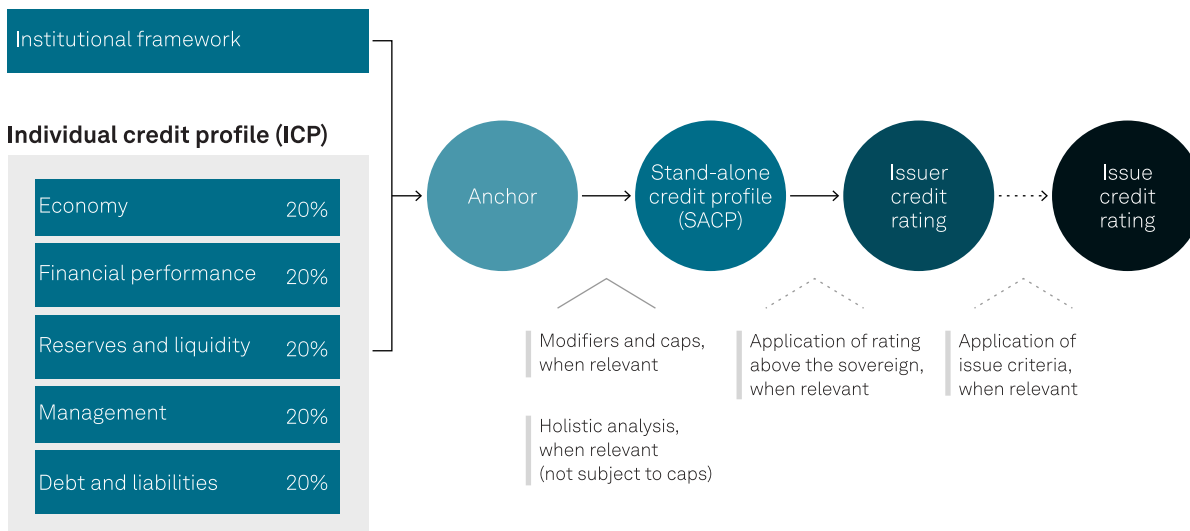 Institutional framework
Individual credit profile (ICP)
Economy 20%
Financial performance 20%
Reserves and liquidity 20%
Management 20%
Debt and liabilities 20%
Anchor
Stand-alone
credit profile
(SACP)
Issuer
credit
rating
Issue
credit
rating
Modifiers and caps,
when relevant
Holistic analysis,
when relevant
(not subject to caps)
Application of rating
above the sovereign,
when relevant
Application of
issue criteria,
when relevant